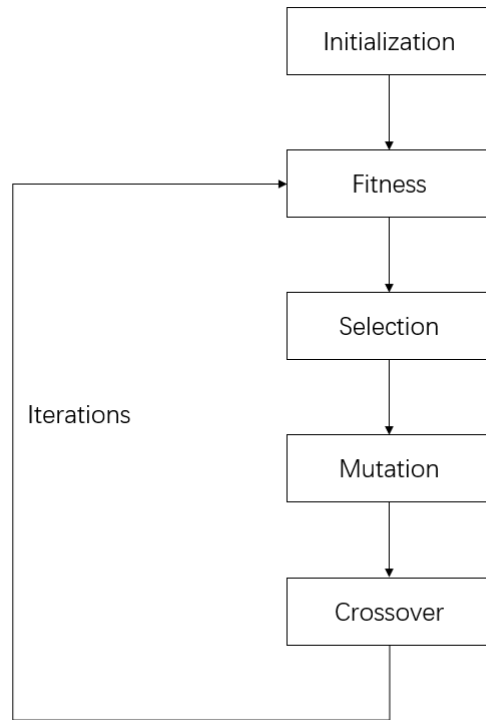 Initialization
Fitness
Selection
Iterations
Mutation
Crossover